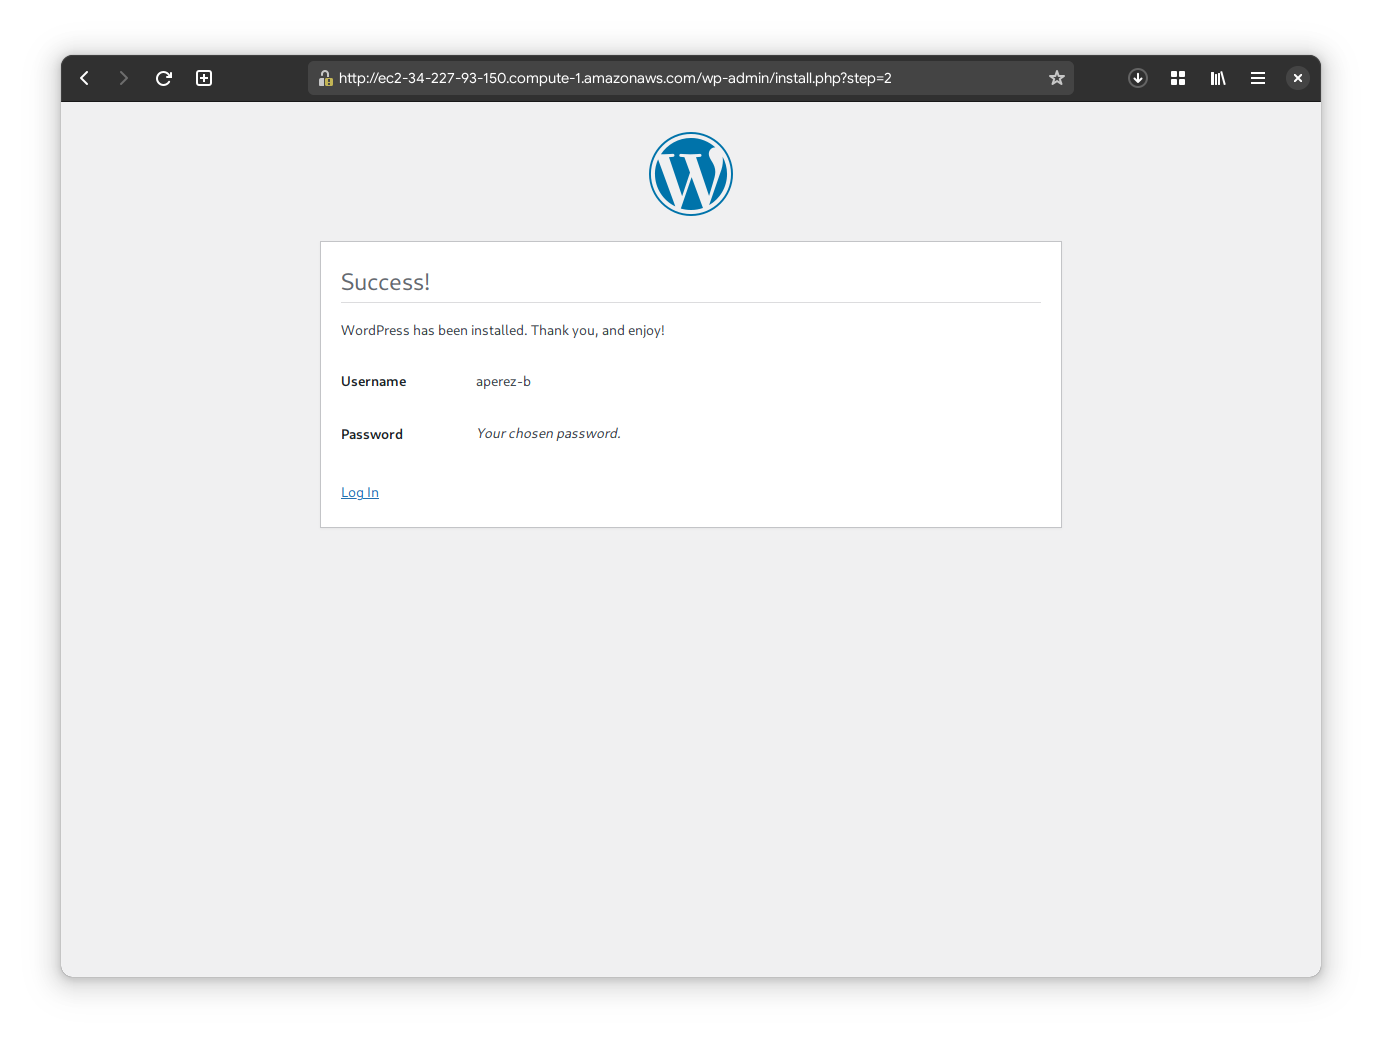 http://ec2-34-227-93-150.compute-1.amazonaws.com/wp-admin/install.php?step=2
W
Success!
WordPress has been installed. Thank you, and enjoy!
Username aperez-b
Password Your chosen password.
Log In